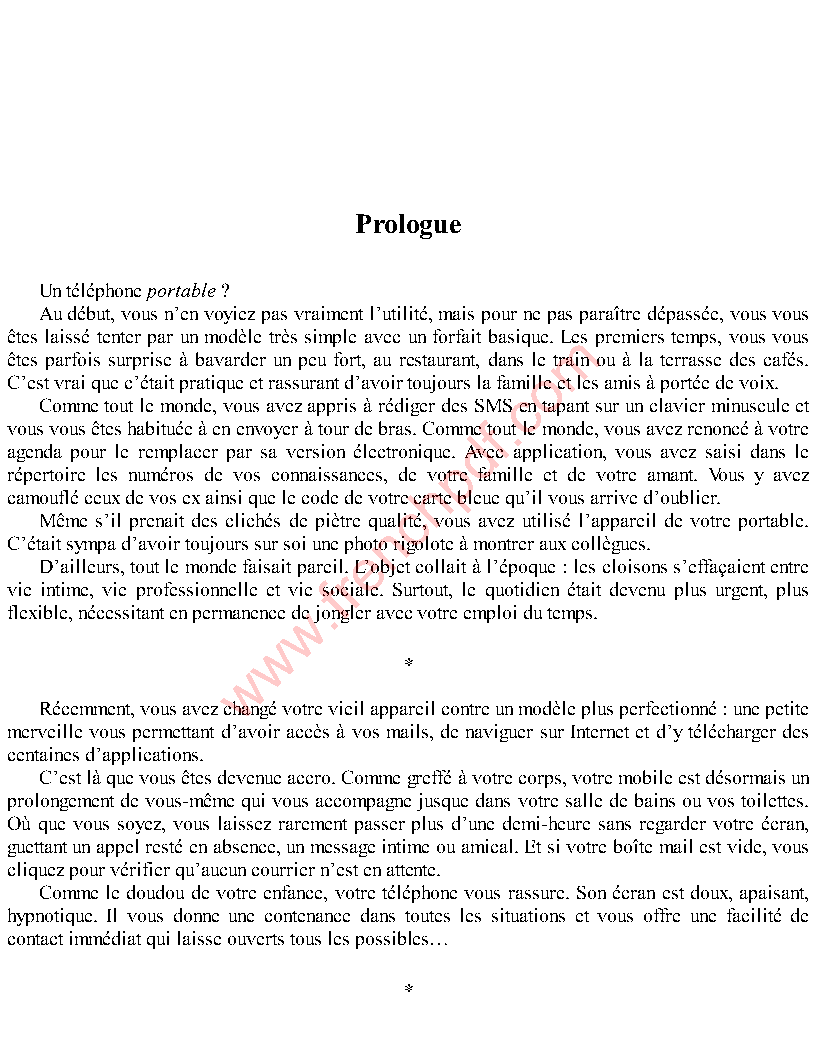 Prologue
Un téléphone portable ?
Au début, vous n’en voyiez pas vraiment l’utilité, mais pour ne pas paraître dépassée, vous vous
êtes laissé tenter par un modèle très simple avec un forfait basique. Les premiers temps, vous vous
êtes parfois surprise à bavarder un peu fort, au restaurant, dans le train ou à la terrasse des cafés.
C’est vrai que c’était pratique et rassurant d’avoir toujours la famille et les amis à portée de voix.
Comme tout le monde, vous avez appris à rédiger des SMS en tapant sur un clavier minuscule et
vous vous êtes habituée à en envoyer à tour de bras. Comme tout le monde, vous avez renoncé à votre
agenda pour le remplacer par sa version électronique. Avec application, vous avez saisi dans le
répertoire les numéros de vos connaissances, de votre famille et de votre amant. Vous y avez
camouflé ceux de vos ex ainsi que le code de votre carte bleue qu’il vous arrive d’oublier.
Même s’il prenait des clichés de piètre qualité, vous avez utilisé l’appareil de votre portable.
C’était sympa d’avoir toujours sur soi une photo rigolote à montrer aux collègues.
D’ailleurs, tout le monde faisait pareil. L’objet collait à l’époque : les cloisons s’effaçaient entre
vie intime, vie professionnelle et vie sociale. Surtout, le quotidien était devenu plus urgent, plus
flexible, nécessitant en permanence de jongler avec votre emploi du temps.
*
Récemment, vous avez changé votre vieil appareil contre un modèle plus perfectionné : une petite
merveille vous permettant d’avoir accès à vos mails, de naviguer sur Internet et d’y télécharger des
centaines d’applications.
C’est là que vous êtes devenue accro. Comme greffé à votre corps, votre mobile est désormais un
prolongement de vous-même qui vous accompagne jusque dans votre salle de bains ou vos toilettes.
Où que vous soyez, vous laissez rarement passer plus d’une demi-heure sans regarder votre écran,
guettant un appel resté en absence, un message intime ou amical. Et si votre boîte mail est vide, vous
cliquez pour vérifier qu’aucun courrier n’est en attente.
Comme le doudou de votre enfance, votre téléphone vous rassure. Son écran est doux, apaisant,
hypnotique. Il vous donne une contenance dans toutes les situations et vous offre une facilité de
contact immédiat qui laisse ouverts tous les possibles…
*
www.frenchpdf.com